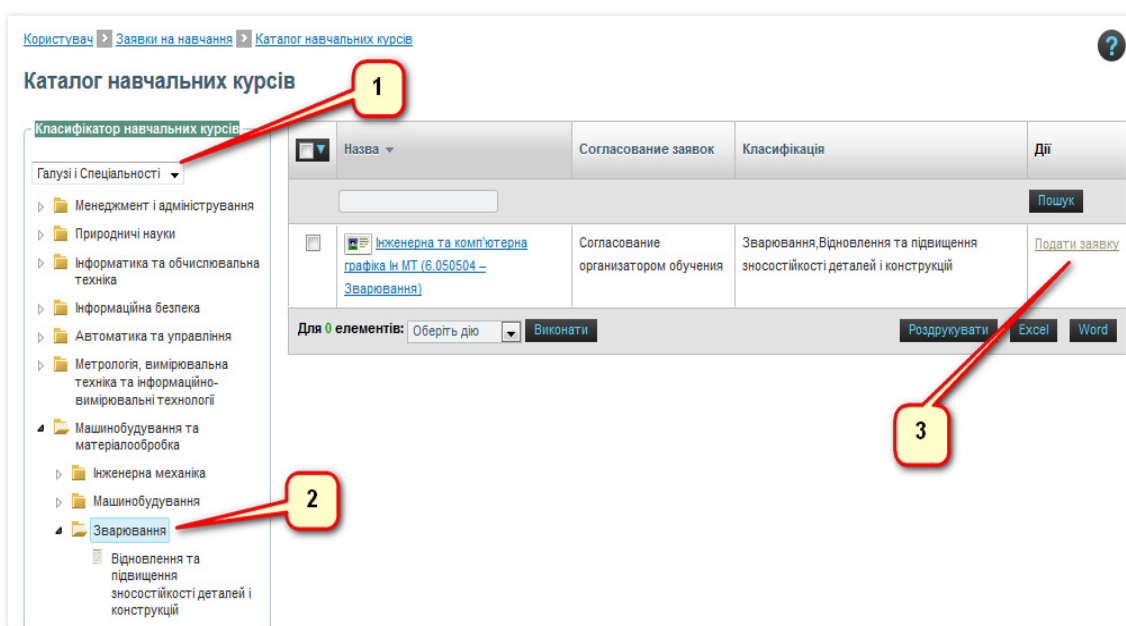 Користувач Заявки на навчання Каталог навчальних курсів
?
Каталог навчальних курсів
1
Класифікатор навчальних курсів
Галузі і Спеціальності
Менеджмент і адміністрування
Природничі науки
Інформатика та обчислювальна
техніка
Інформаційна безпека
Автоматика та управління
Метрологія, вимірювальна
техніка та інформаційно-
вимірювальні технології
Машинобудування та
матеріалообробка
Інженерна механіка
Машинобудування
Зварювання
Відновлення та
підвищення
зносостійкості деталей і
конструкцій
2
Назва Согласование заявок Класифікація Дії
Пошук
Інженерна та комп'ютерна
графіка Ін МТ (6.050504 –
Зварювання)
Согласование
организатором обучения
Зварювання,Відновлення та підвищення
зносостійкості деталей і конструкцій
Подати заявку
Для 0 елементів: Оберіть дію Виконати Роздрукувати Excel Word
3